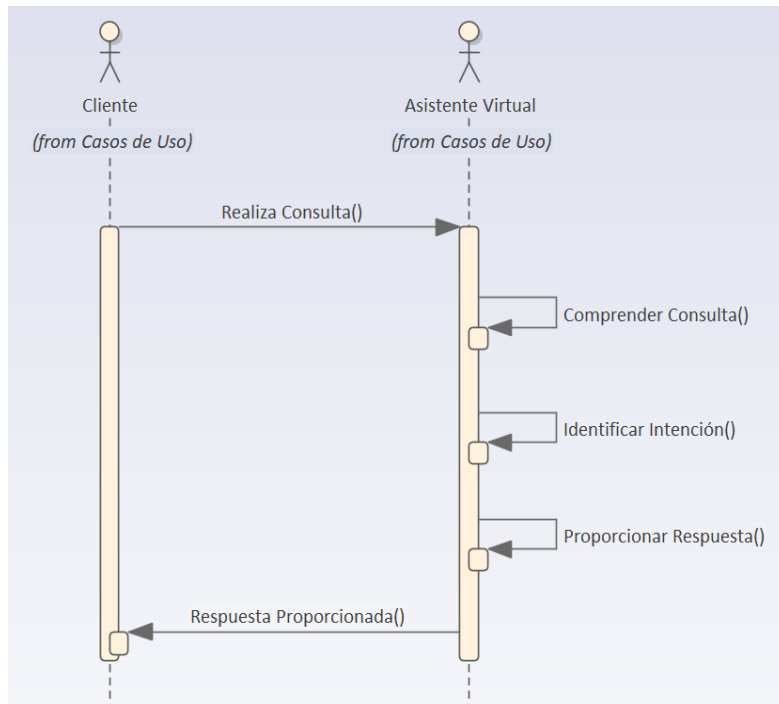 Cliente
Asistente Virtual
(from Casos de Uso)
(from Casos de Uso)
Realiza Consulta()
Comprender Consulta()
Identificar Intención()
Proporcionar Respuesta()
Respuesta Proporcionada()